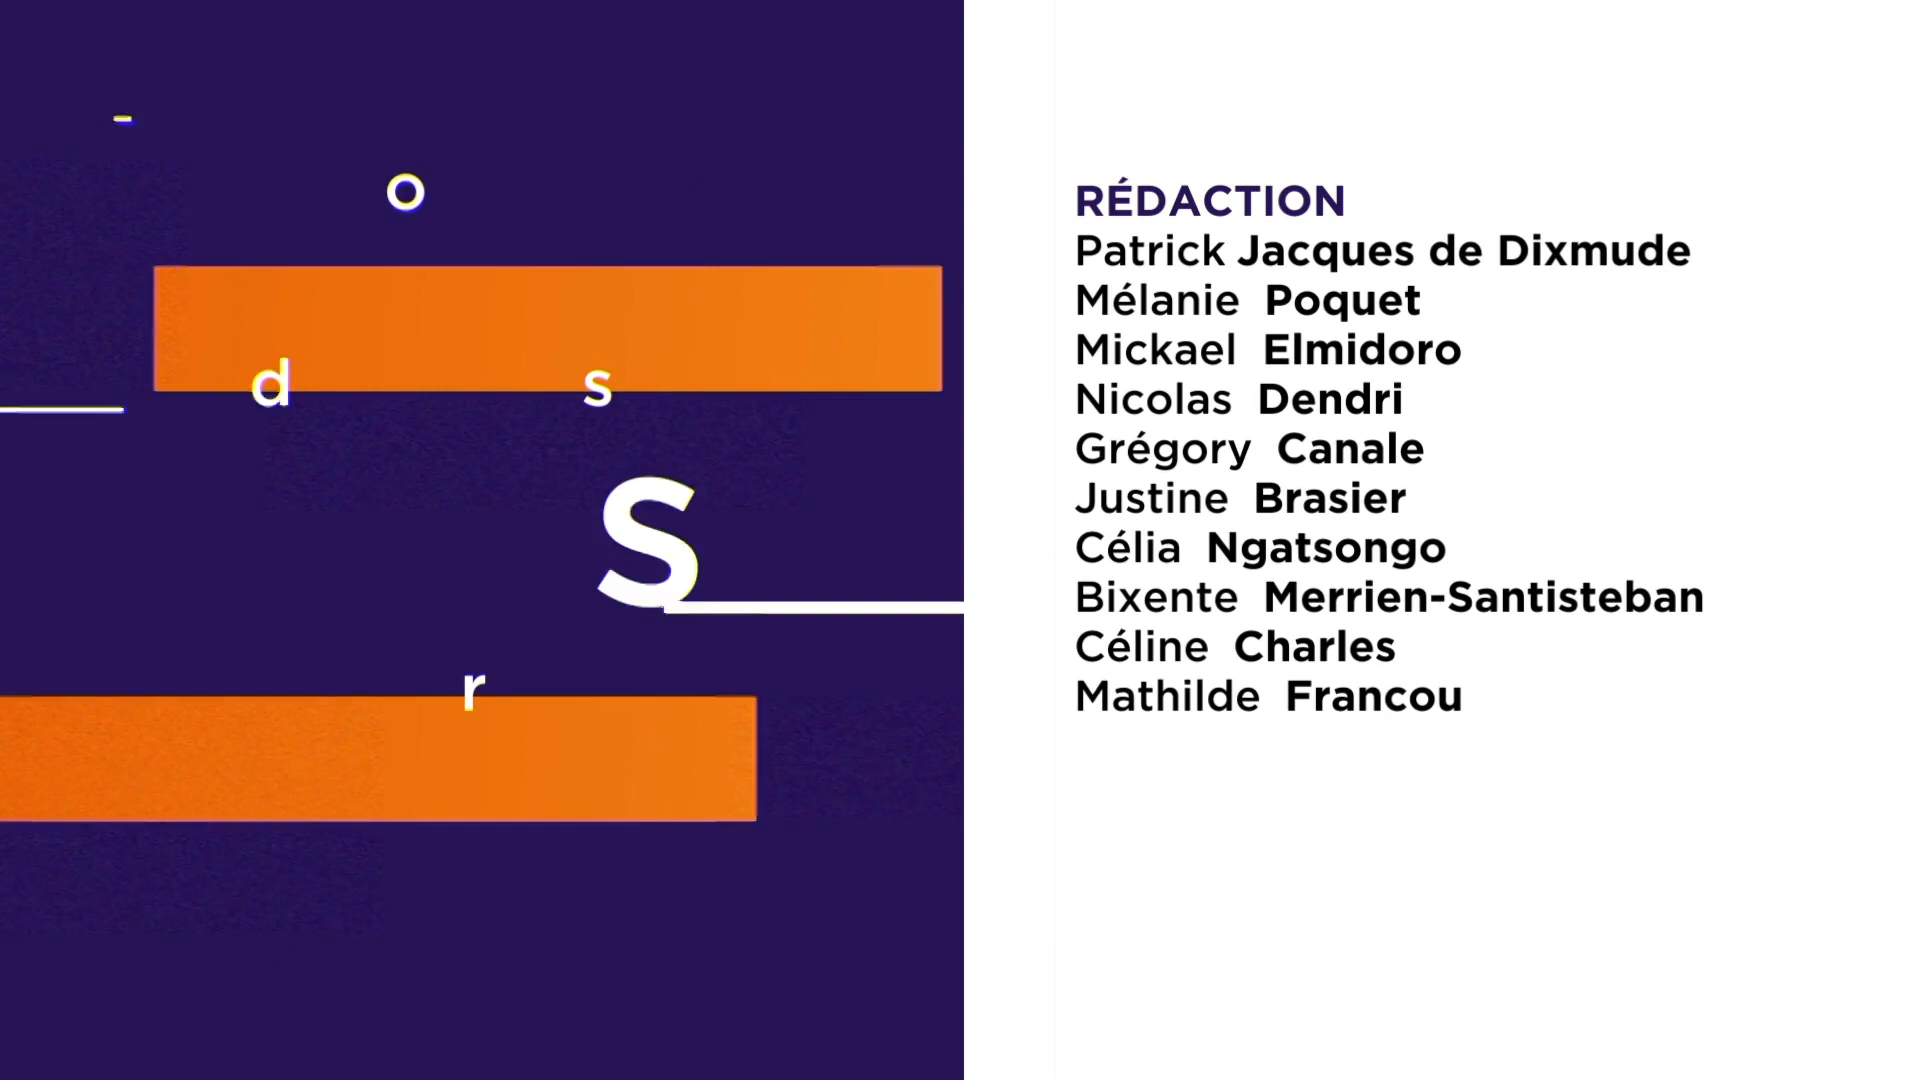 -
o
d s
S
r
RÉDACTION
Patrick Jacques de Dixmude
Mélanie Poquet
Mickael Elmidoro
Nicolas Dendri
Grégory Canale
Justine Brasier
Célia Ngatsongo
Bixente Merrien-Santisteban
Céline Charles
Mathilde Francou